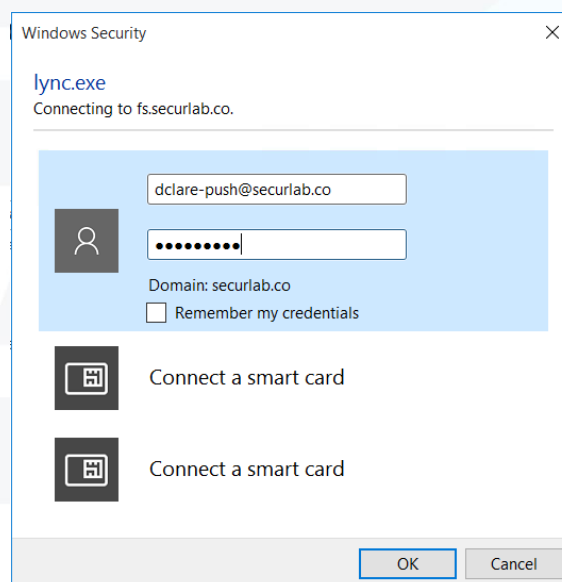 Windows Security
lync.exe
Connecting to fs.securlab.co.
dclare-push@securlab.co
●●●●●●●●●
Domain: securlab.co
Remember my credentials
Connect a smart card
Connect a smart card
OK Cancel